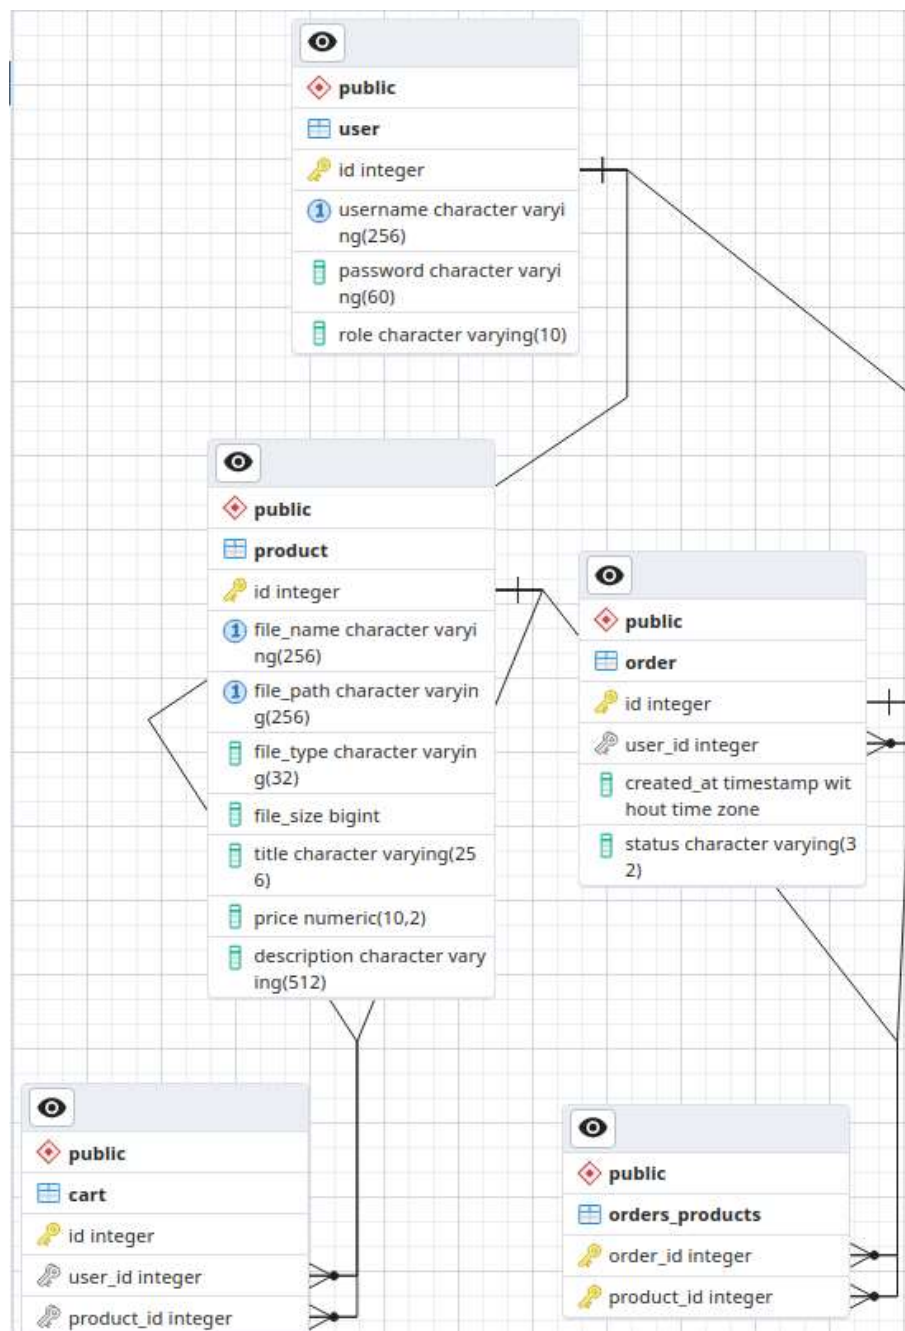 public
user
id integer
username character varyi
ng(256)
password character varyi
ng(60)
role character varying(10)
public
product
id integer
file_name character varyi
ng(256)
file_path character varyin
g(256)
file_type character varyin
g(32)
file_size bigint
title character varying(25
6)
price numeric(10,2)
description character vary
ing(512)
public
order
id integer
user_id integer
created_at timestamp wit
hout time zone
status character varying(3
2)
public
cart
id integer
user_id integer
product_id integer
public
orders_products
order_id integer
product_id integer